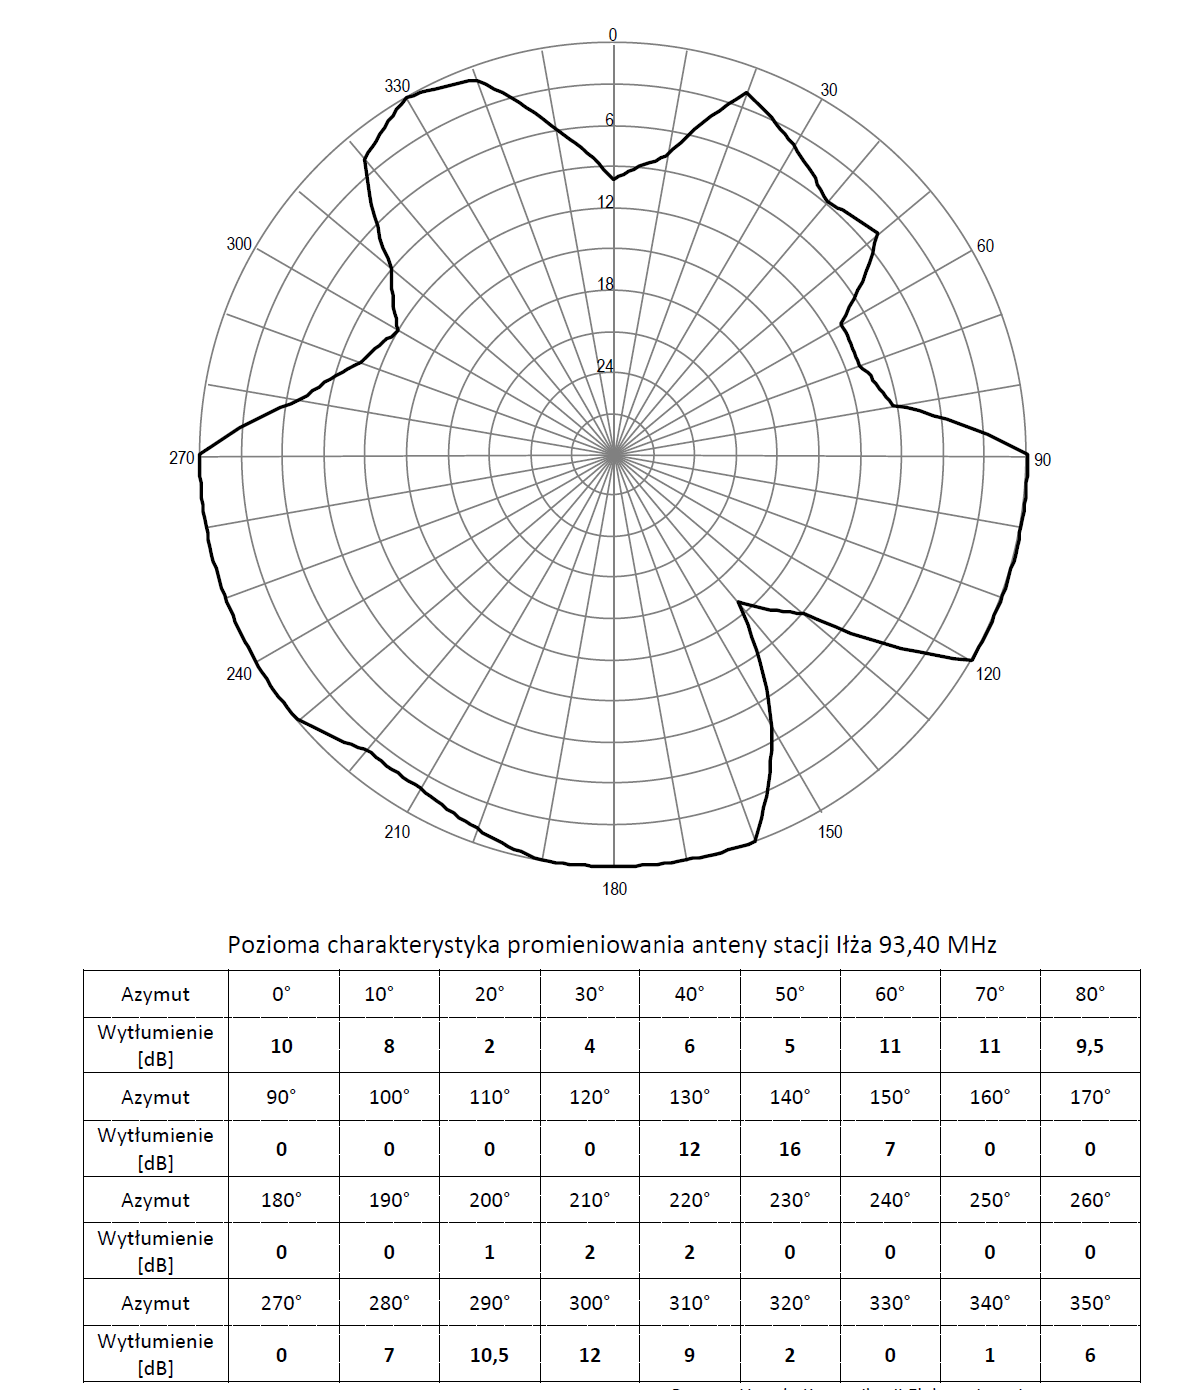 0
330
30
6
12
300
60
18
24
270
90
240
120
210
150
180
Pozioma charakterystyka promieniowania anteny stacji Iłża 93,40 MHz
Azymut 0° 10° 20° 30° 40° 50° 60° 70° 80°
Wytłumienie [dB] 10 8 2 4 6 5 11 11 9,5
Azymut 90° 100° 110° 120° 130° 140° 150° 160° 170°
Wytłumienie [dB] 0 0 0 0 12 16 7 0 0
Azymut 180° 190° 200° 210° 220° 230° 240° 250° 260°
Wytłumienie [dB] 0 0 1 2 2 0 0 0 0
Azymut 270° 280° 290° 300° 310° 320° 330° 340° 350°
Wytłumienie [dB] 0 7 10,5 12 9 2 0 1 6